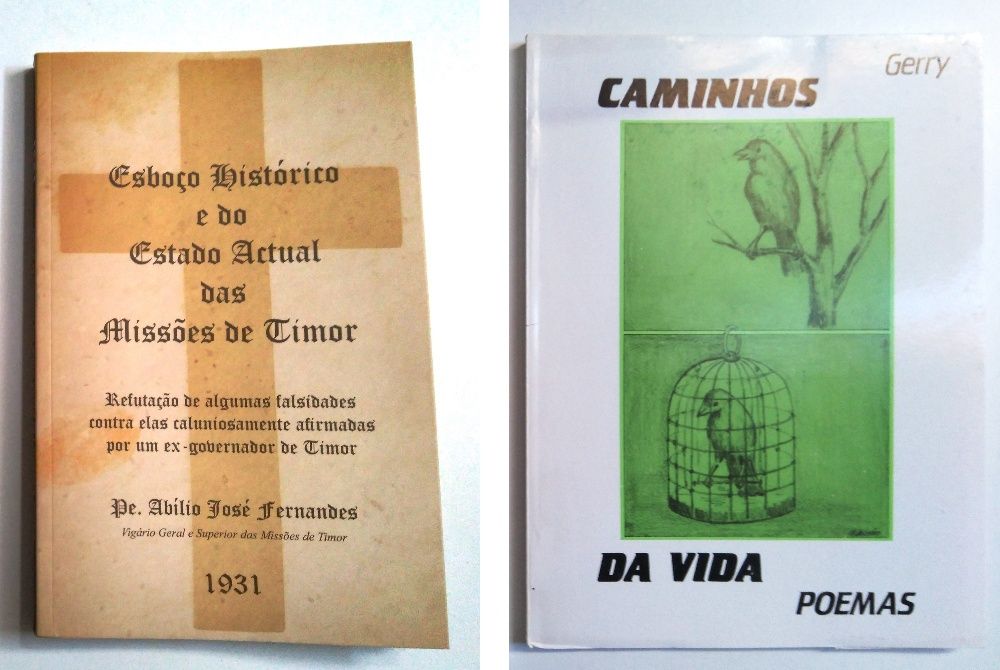 Esboço Histórico
e do
Estado Actual
das
Missões de Timor
Refutação de algumas falsidades
contra elas caluniosamente afirmadas
por um ex-governador de Timor
Pe. Abílio José Fernandes
Vigário Geral e Superior das Missões de Timor
1931
Gerry
CAMINHOS
DA VIDA
POEMAS